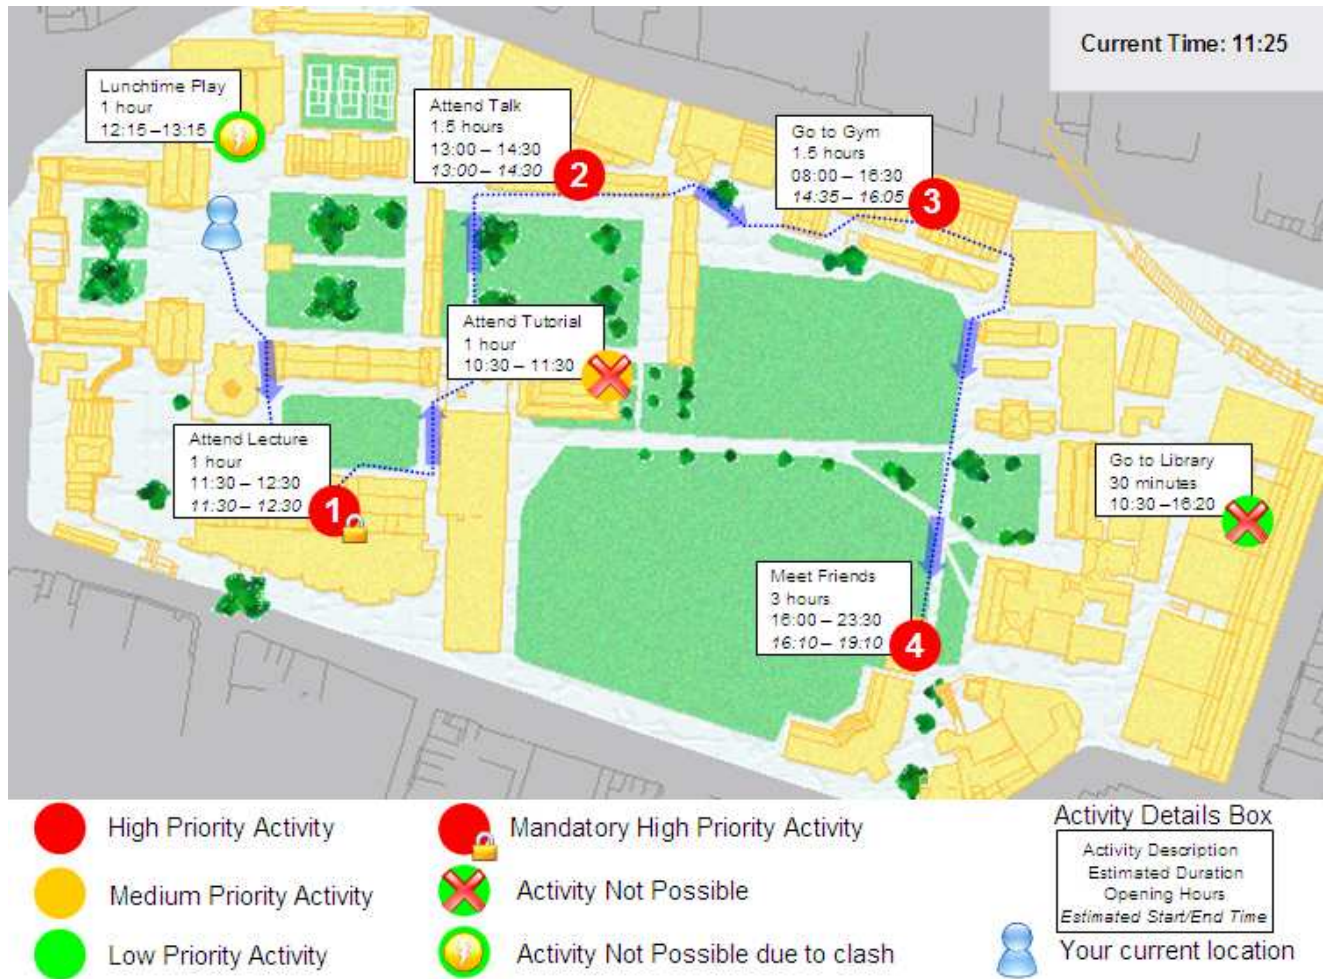 Current Time: 11:25
Lunchtime Play
1 hour
12:15 – 13:15
Attend Talk
1.5 hours
13:00 – 14:30
13:00 – 14:30
2
Go to Gym
1.5 hours
08:00 – 16:30
14:35 – 16:05
3
Attend Tutorial
1 hour
10:30 – 11:30
Attend Lecture
1 hour
11:30 – 12:30
11:30 – 12:30
1
Go to Library
30 minutes
10:30 – 16:20
Meet Friends
3 hours
16:00 – 23:30
16:10 – 19:10
4
High Priority Activity
Medium Priority Activity
Low Priority Activity
Mandatory High Priority Activity
Activity Not Possible
Activity Not Possible due to clash
Activity Details Box
Activity Description
Estimated Duration
Opening Hours
Estimated Start/End Time
Your current location